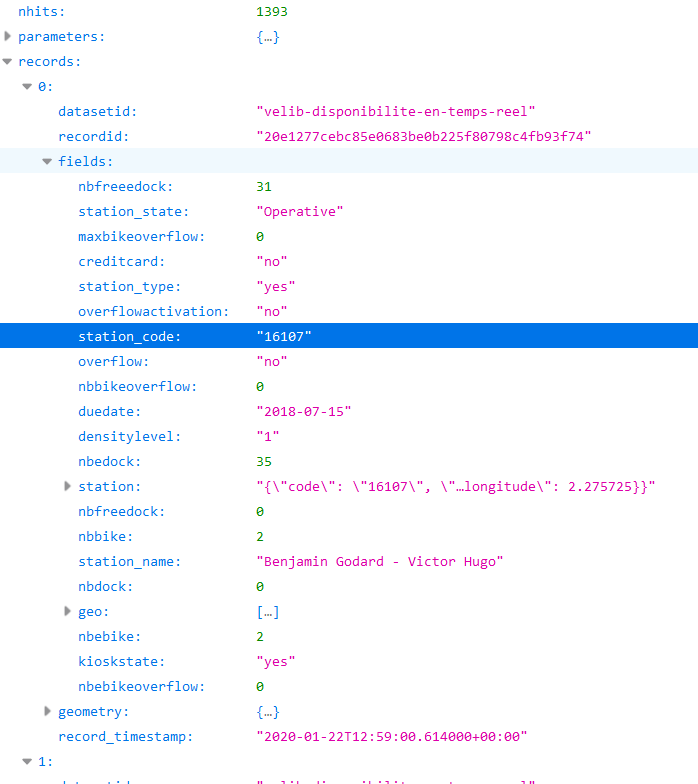 nhits: 1393
parameters: {…}
records:
0:
datasetid: "velib-disponibilite-en-temps-reel"
recordid: "20e1277cebc85e0683be0b225f80798c4fb93f74"
fields:
nbfreeedock: 31
station_state: "Operative"
maxbikeoverflow: 0
creditcard: "no"
station_type: "yes"
overflowactivation: "no"
station_code: "16107"
overflow: "no"
nbbikeoverflow: 0
duedate: "2018-07-15"
densitylevel: "1"
nbedock: 35
station: "{\"code\": \"16107\", \"…longitude\": 2.275725}}"
nbfreedock: 0
nbbike: 2
station_name: "Benjamin Godard - Victor Hugo"
nbdock: 0
geo: […]
nbebike: 2
kioskstate: "yes"
nbebikeoverflow: 0
geometry: {…}
record_timestamp: "2020-01-22T12:59:00.614000+00:00"
1: